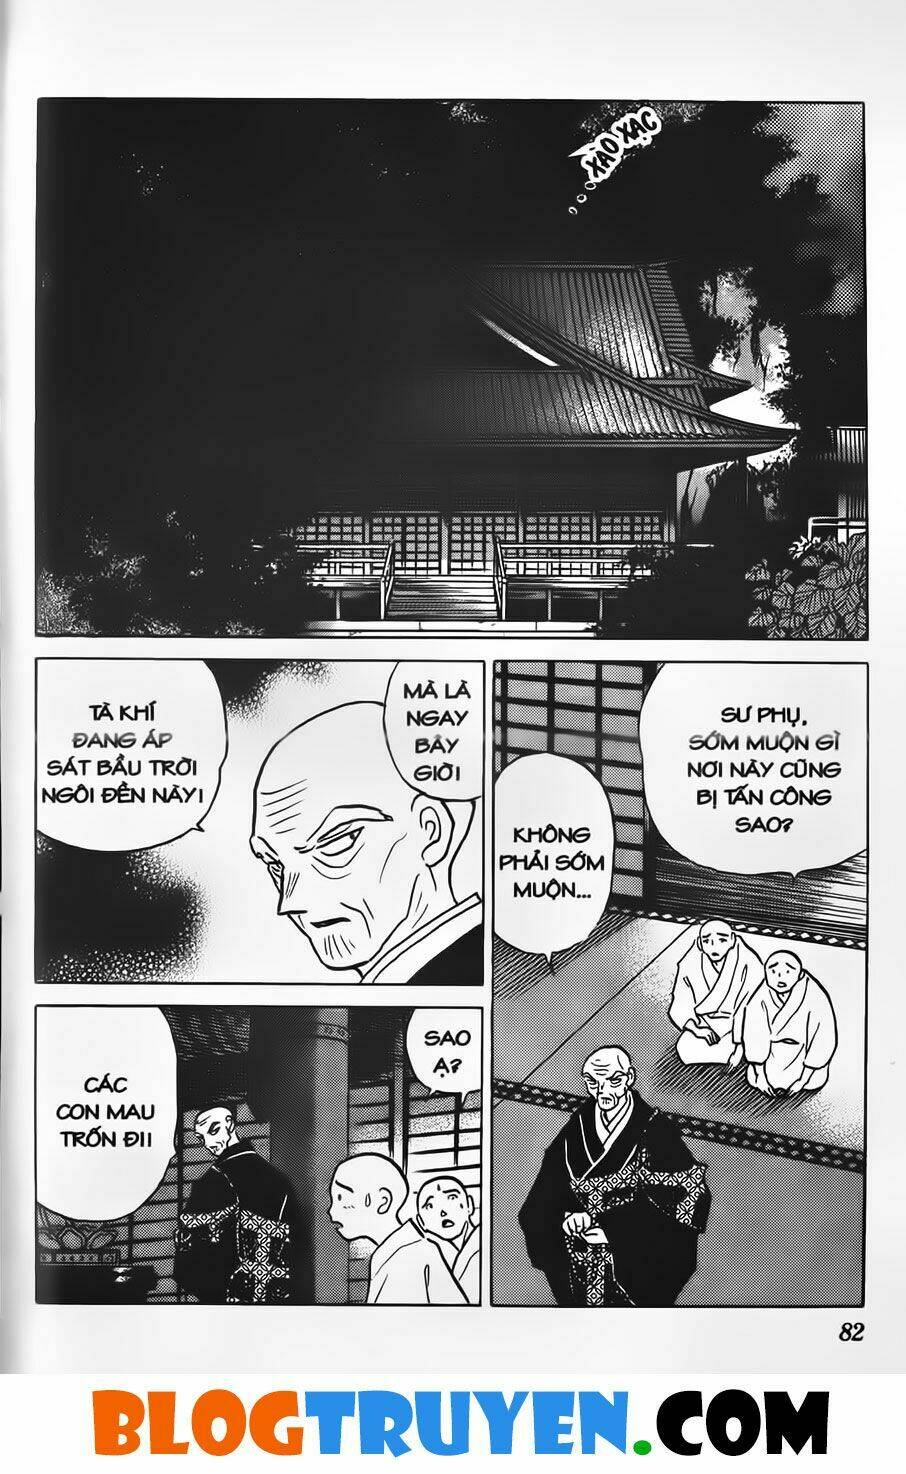 XÀO XẠC
SƯ PHỤ,
SỚM MUỘN GÌ
NƠI NÀY CŨNG
BỊ TẤN CÔNG
SAO?
KHÔNG
PHẢI SỚM
MUỘN...
MÀ LÀ
NGAY
BÂY
GIỜ!
TÀ KHÍ
ĐANG ÁP
SÁT BẦU TRỜI
NGÔI ĐỀN NÀY!
SAO
Ạ?
CÁC
CON MAU
TRỐN ĐI!
82
BLOGTRUYEN.COM